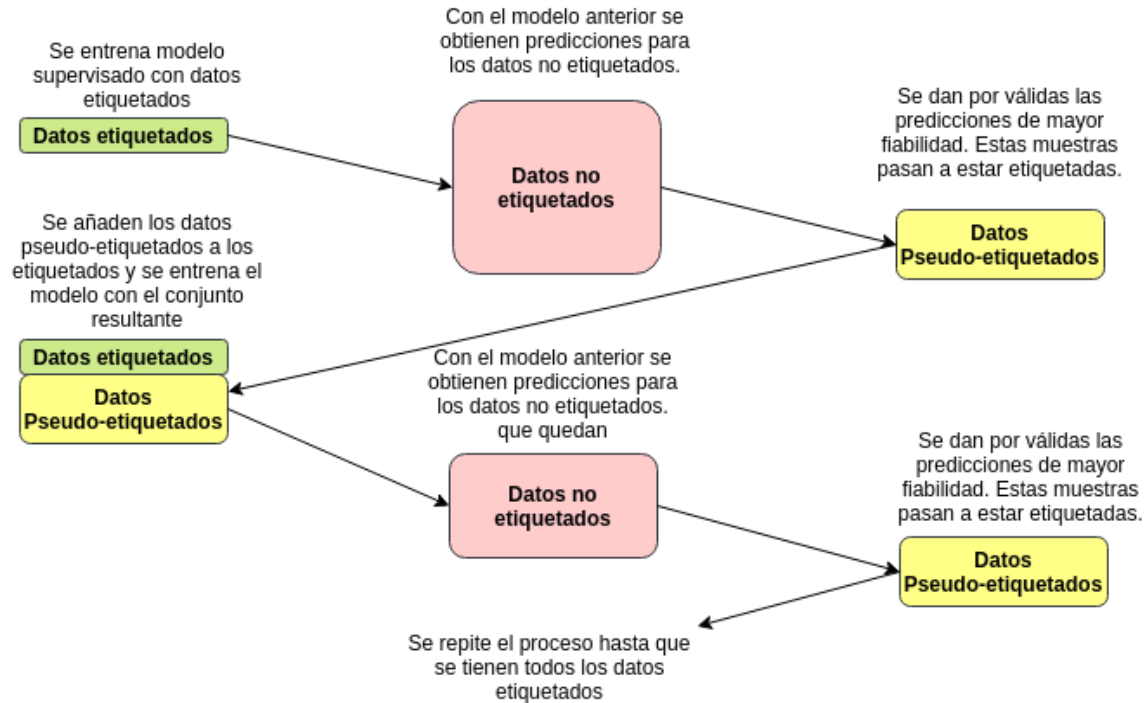 Se entrena modelo
supervisado con datos
etiquetados
Datos etiquetados
Con el modelo anterior se
obtienen predicciones para
los datos no etiquetados.
Datos no
etiquetados
Se dan por válidas las
predicciones de mayor
fiabilidad. Estas muestras
pasan a estar etiquetadas.
Datos
Pseudo-etiquetados
Se añaden los datos
pseudo-etiquetados a los
etiquetados y se entrena el
modelo con el conjunto
resultante
Datos etiquetados
Datos
Pseudo-etiquetados
Con el modelo anterior se
obtienen predicciones para
los datos no etiquetados.
que quedan
Datos no
etiquetados
Se dan por válidas las
predicciones de mayor
fiabilidad. Estas muestras
pasan a estar etiquetadas.
Datos
Pseudo-etiquetados
Se repite el proceso hasta que
se tienen todos los datos
etiquetados